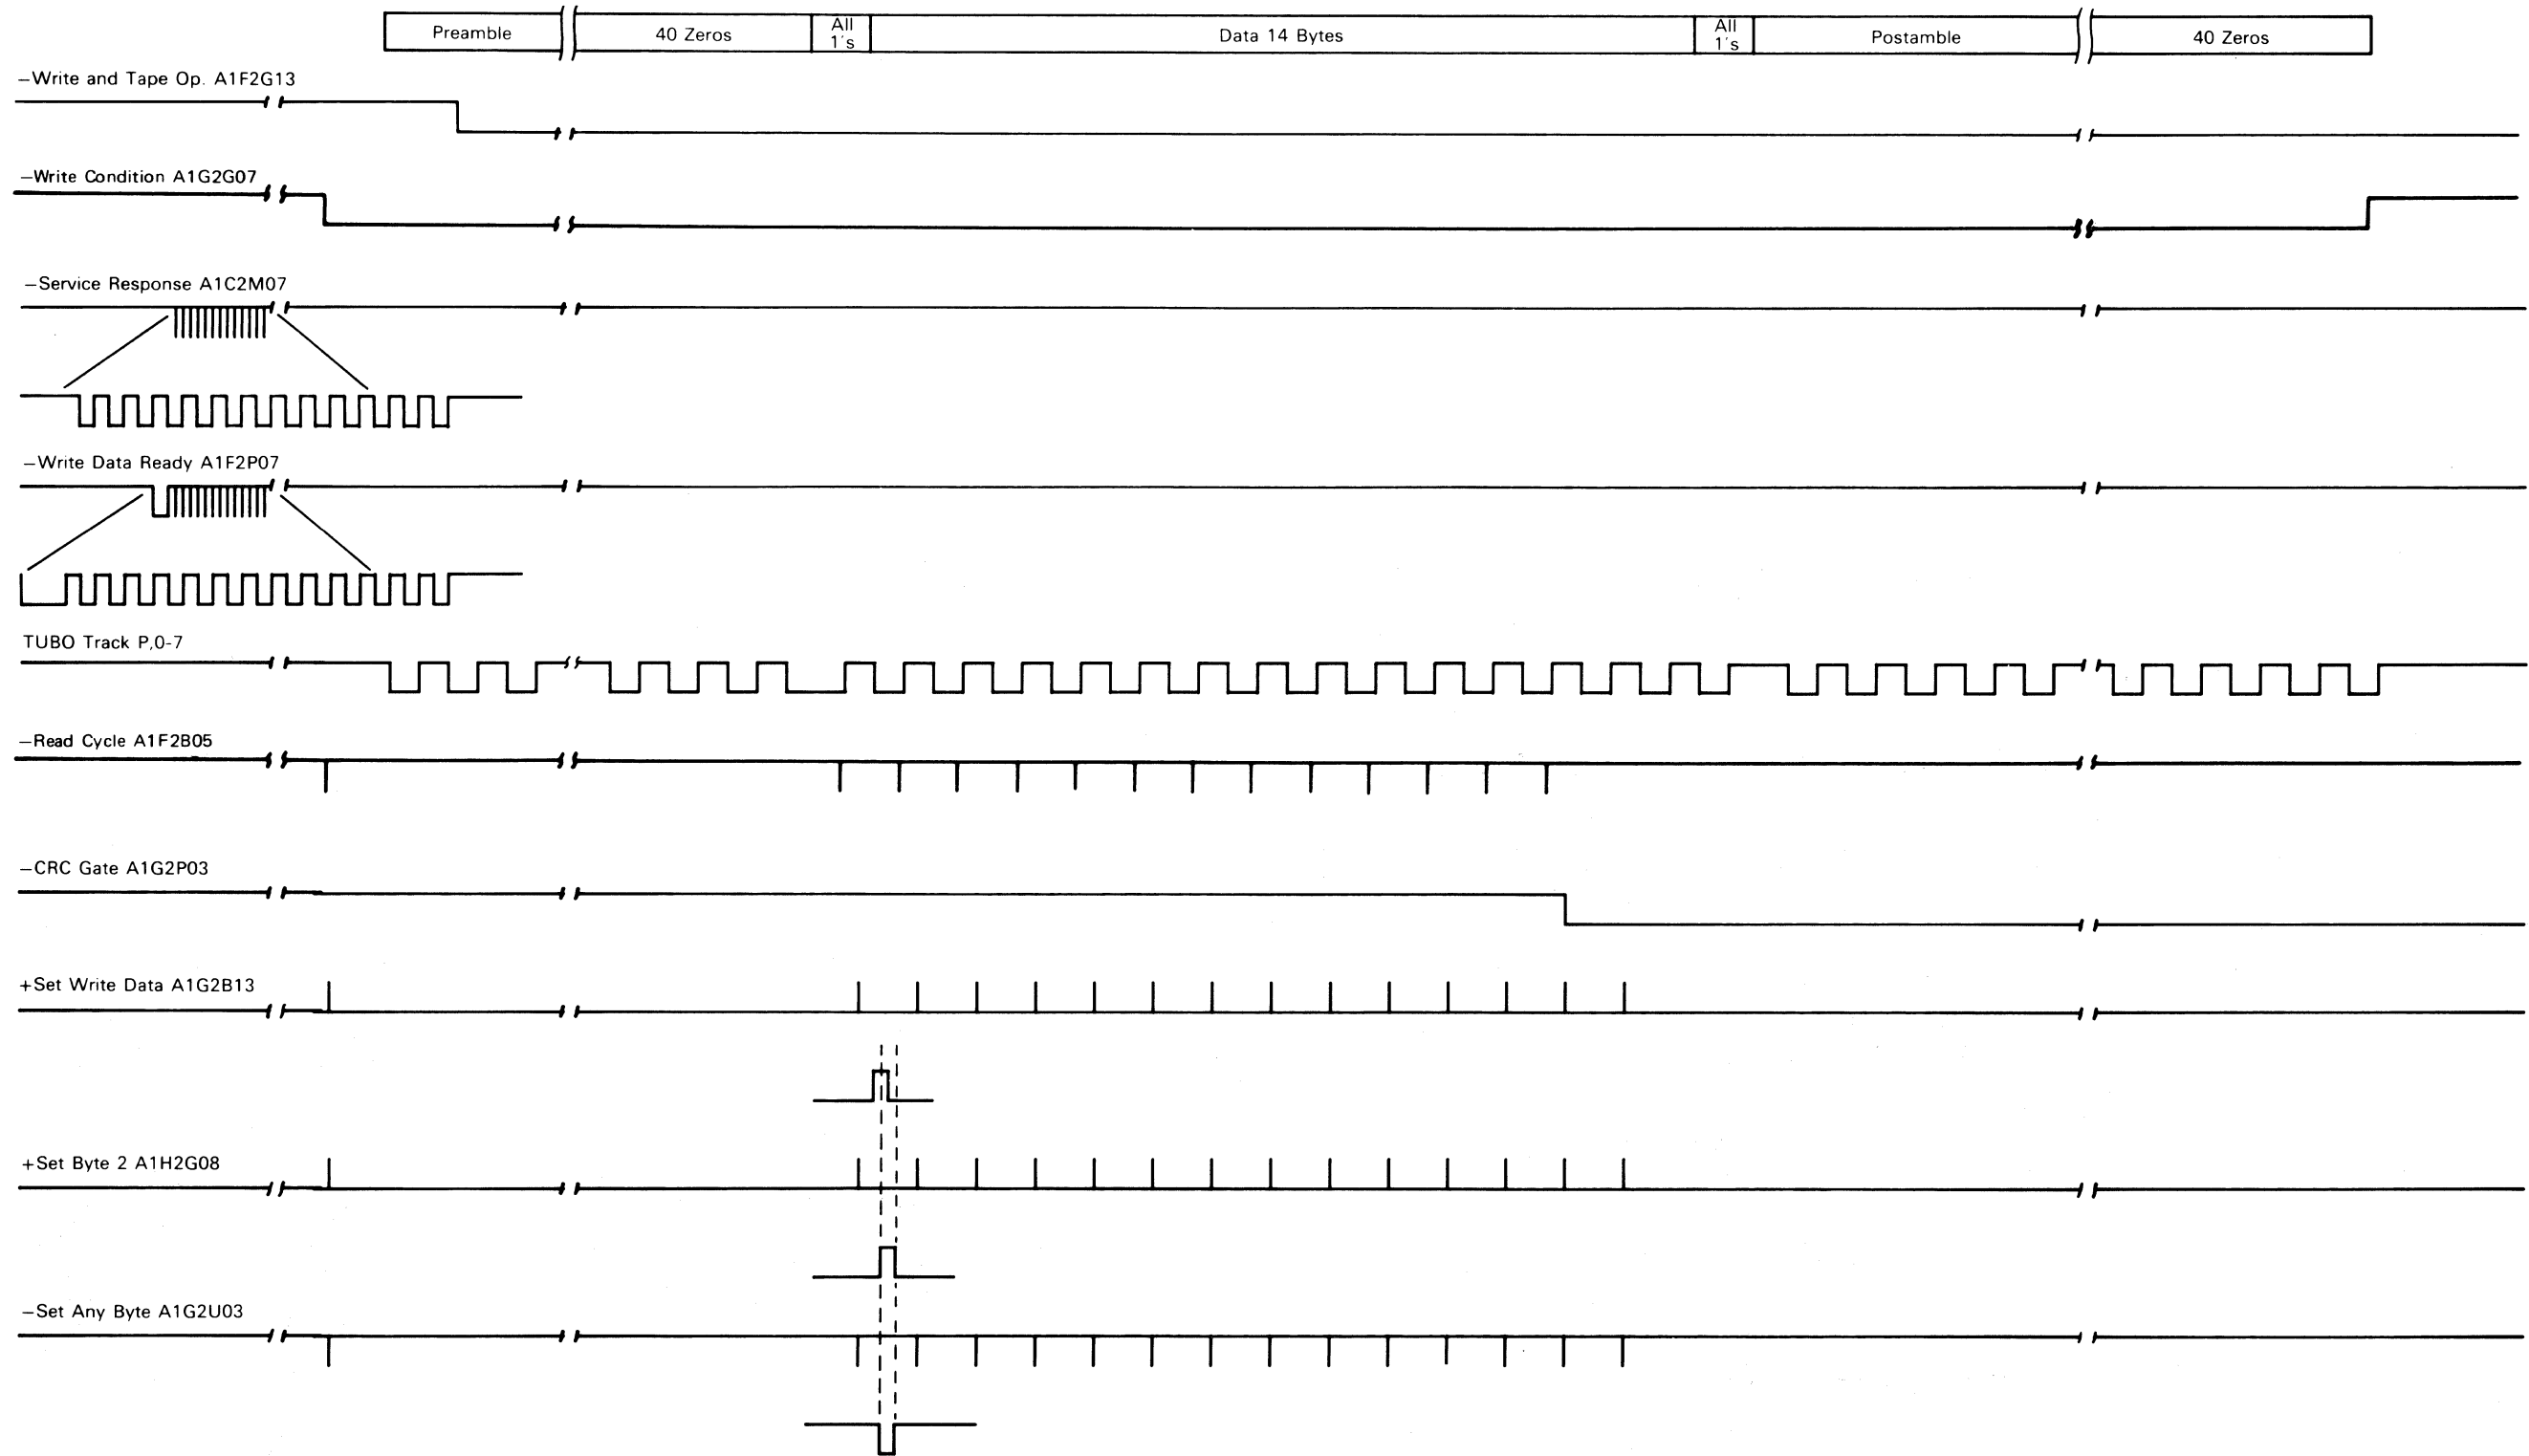 Preamble
40 Zeros
All
1's
Data 14 Bytes
All
1's
Postamble
40 Zeros
—Write and Tape Op. A1F2G13
—Write Condition A1G2G07
—Service Response A1C2M07
—Write Data Ready A1F2P07
TUBO Track P,0-7
—Read Cycle A1F2B05
—CRC Gate A1G2P03
+Set Write Data A1G2B13
+Set Byte 2 A1H2G08
—Set Any Byte A1G2U03